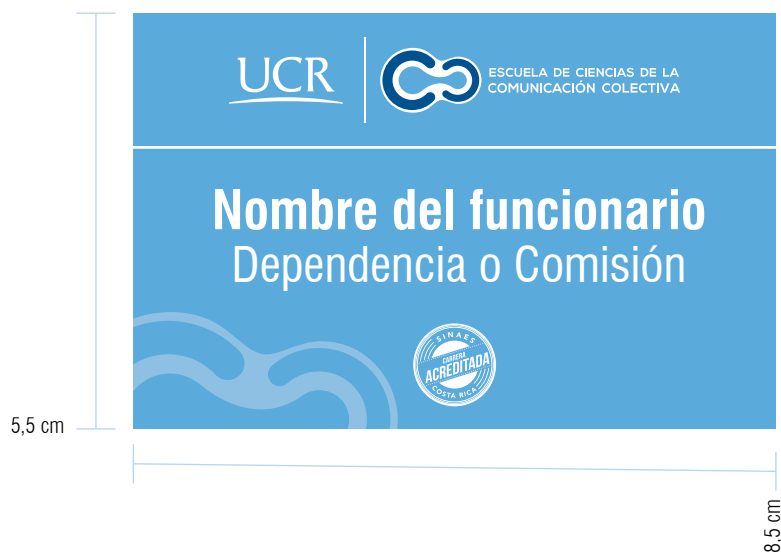 UCR
ESCUELA DE CIENCIAS DE LA
COMUNICACIÓN COLECTIVA
Nombre del funcionario
Dependencia o Comisión
SINAES
CARRERA
ACREDITADA
COSTA RICA
5,5 cm
8.5 cm